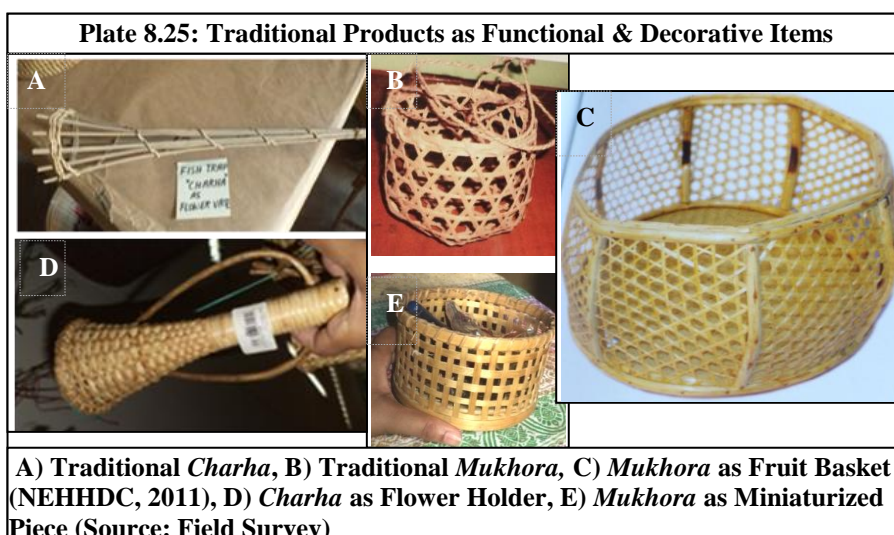 Plate 8.25: Traditional Products as Functional & Decorative Items
A
FISH TRAP
"CHARHA"
AS
FLOWER
B
C
D
E
A) Traditional Charha, B) Traditional Mukhora, C) Mukhora as Fruit Basket
(NEHHDC, 2011), D) Charha as Flower Holder, E) Mukhora as Miniaturized
Piece (Source: Field Survey)